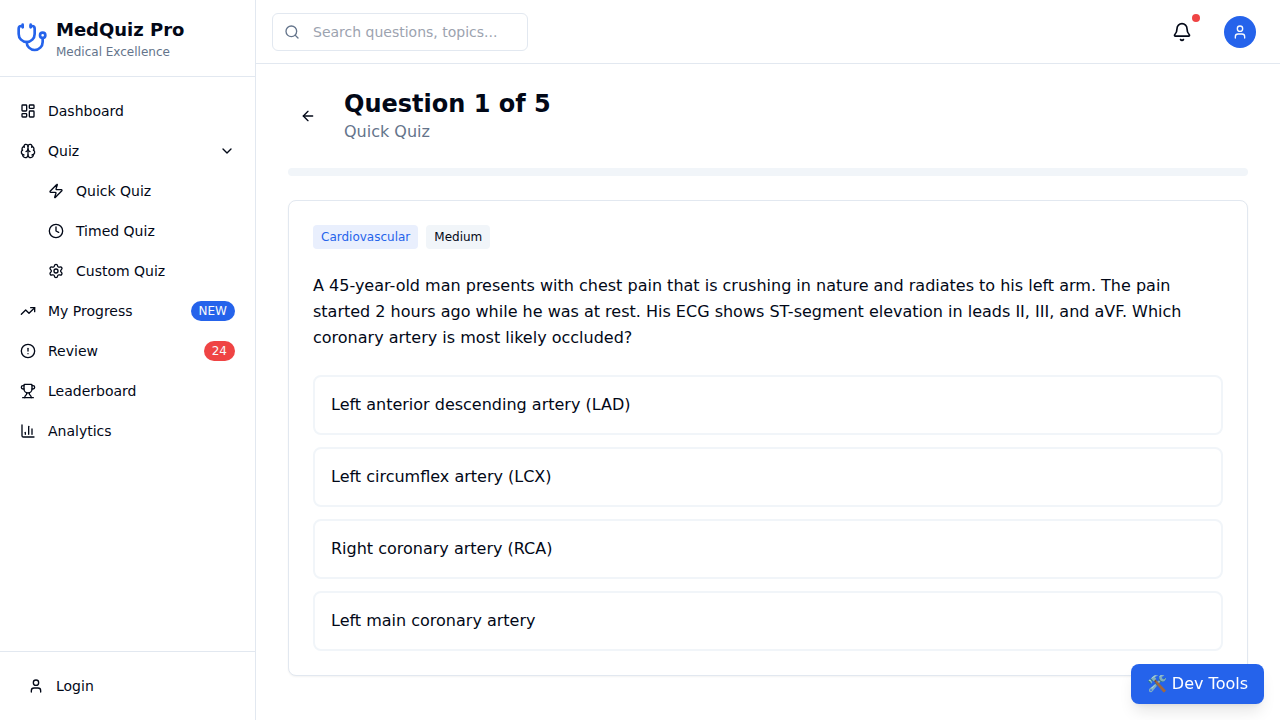 MedQuiz Pro
Medical Excellence
Dashboard
Quiz
Quick Quiz
Timed Quiz
Custom Quiz
My Progress NEW
Review 24
Leaderboard
Analytics
Login
Search questions, topics...
Question 1 of 5
Quick Quiz
Cardiovascular Medium
A 45-year-old man presents with chest pain that is crushing in nature and radiates to his left arm. The pain
started 2 hours ago while he was at rest. His ECG shows ST-segment elevation in leads II, III, and aVF. Which
coronary artery is most likely occluded?
Left anterior descending artery (LAD)
Left circumflex artery (LCX)
Right coronary artery (RCA)
Left main coronary artery
🛠️ Dev Tools